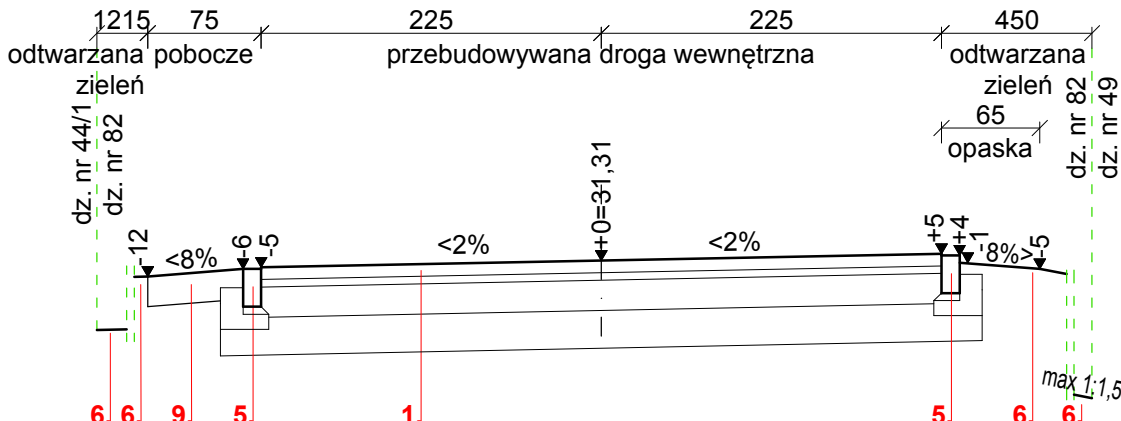 1215 75 225 225 450
odtwarzana pobocze przebudowywana droga wewnętrzna odtwarzana
zieleń zieleń
dz. nr 44/1
dz. nr 82
65
opaska
dz. nr 82
dz. nr 49
-12
<8%
-6
-5
<2%
+0=31,31
<2%
+5
+4
-1
-8%>
-5
max 1:1,5
6 6 9 5 1 5 6 6